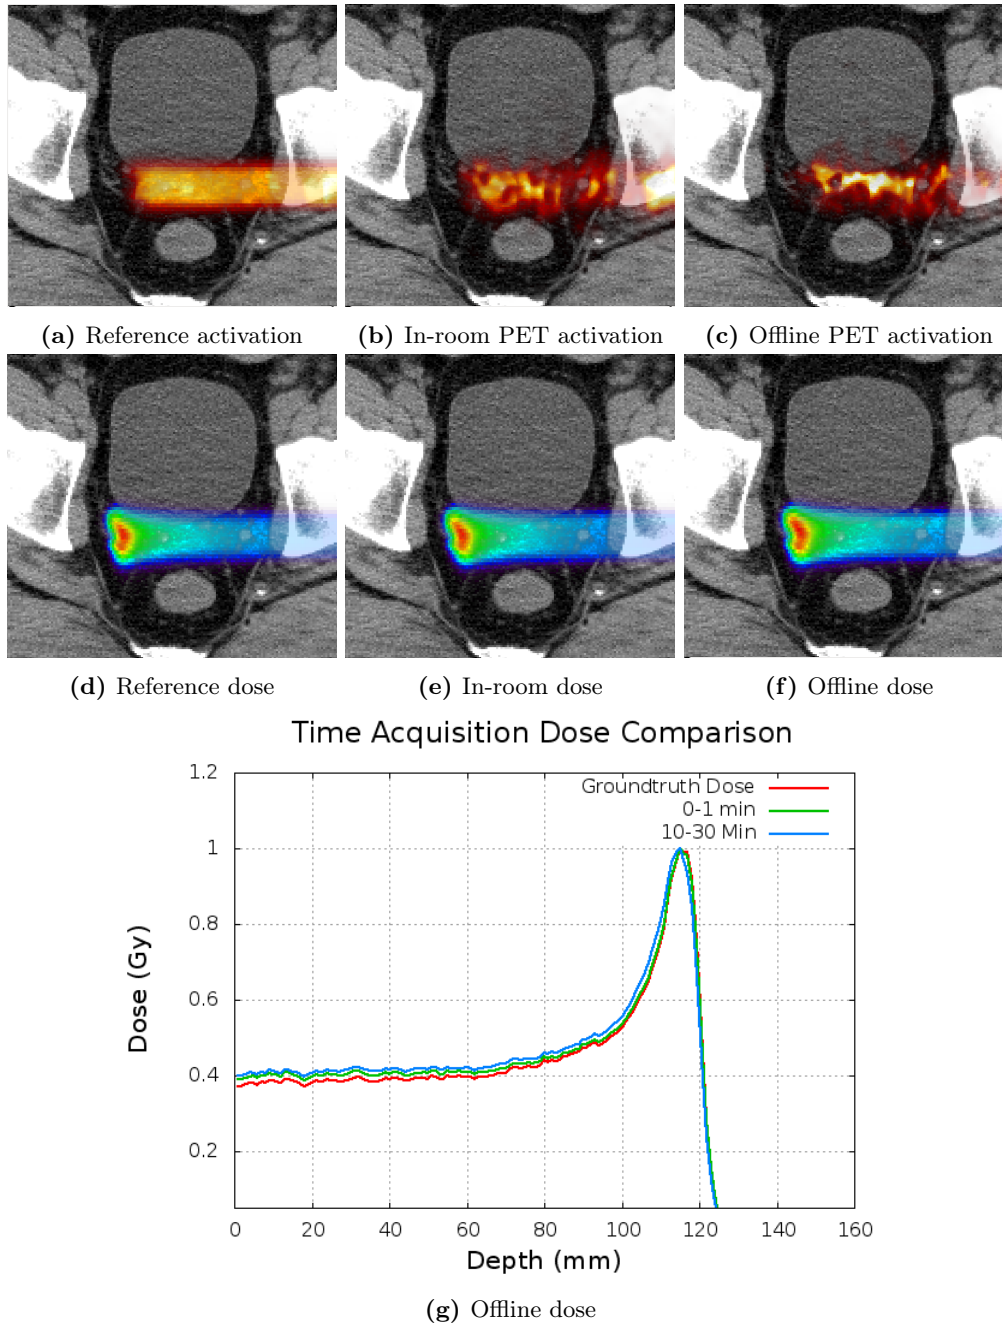 (a) Reference activation
(b) In-room PET activation
(c) Offline PET activation
(d) Reference dose
(e) In-room dose
(f) Offline dose
Time Acquisition Dose Comparison
Groundtruth Dose
0-1 min
10-30 Min
1.2
1
0.8
0.6
0.4
0.2
Dose (Gy)
0 20 40 60 80 100 120 140 160
Depth (mm)
(g) Offline dose